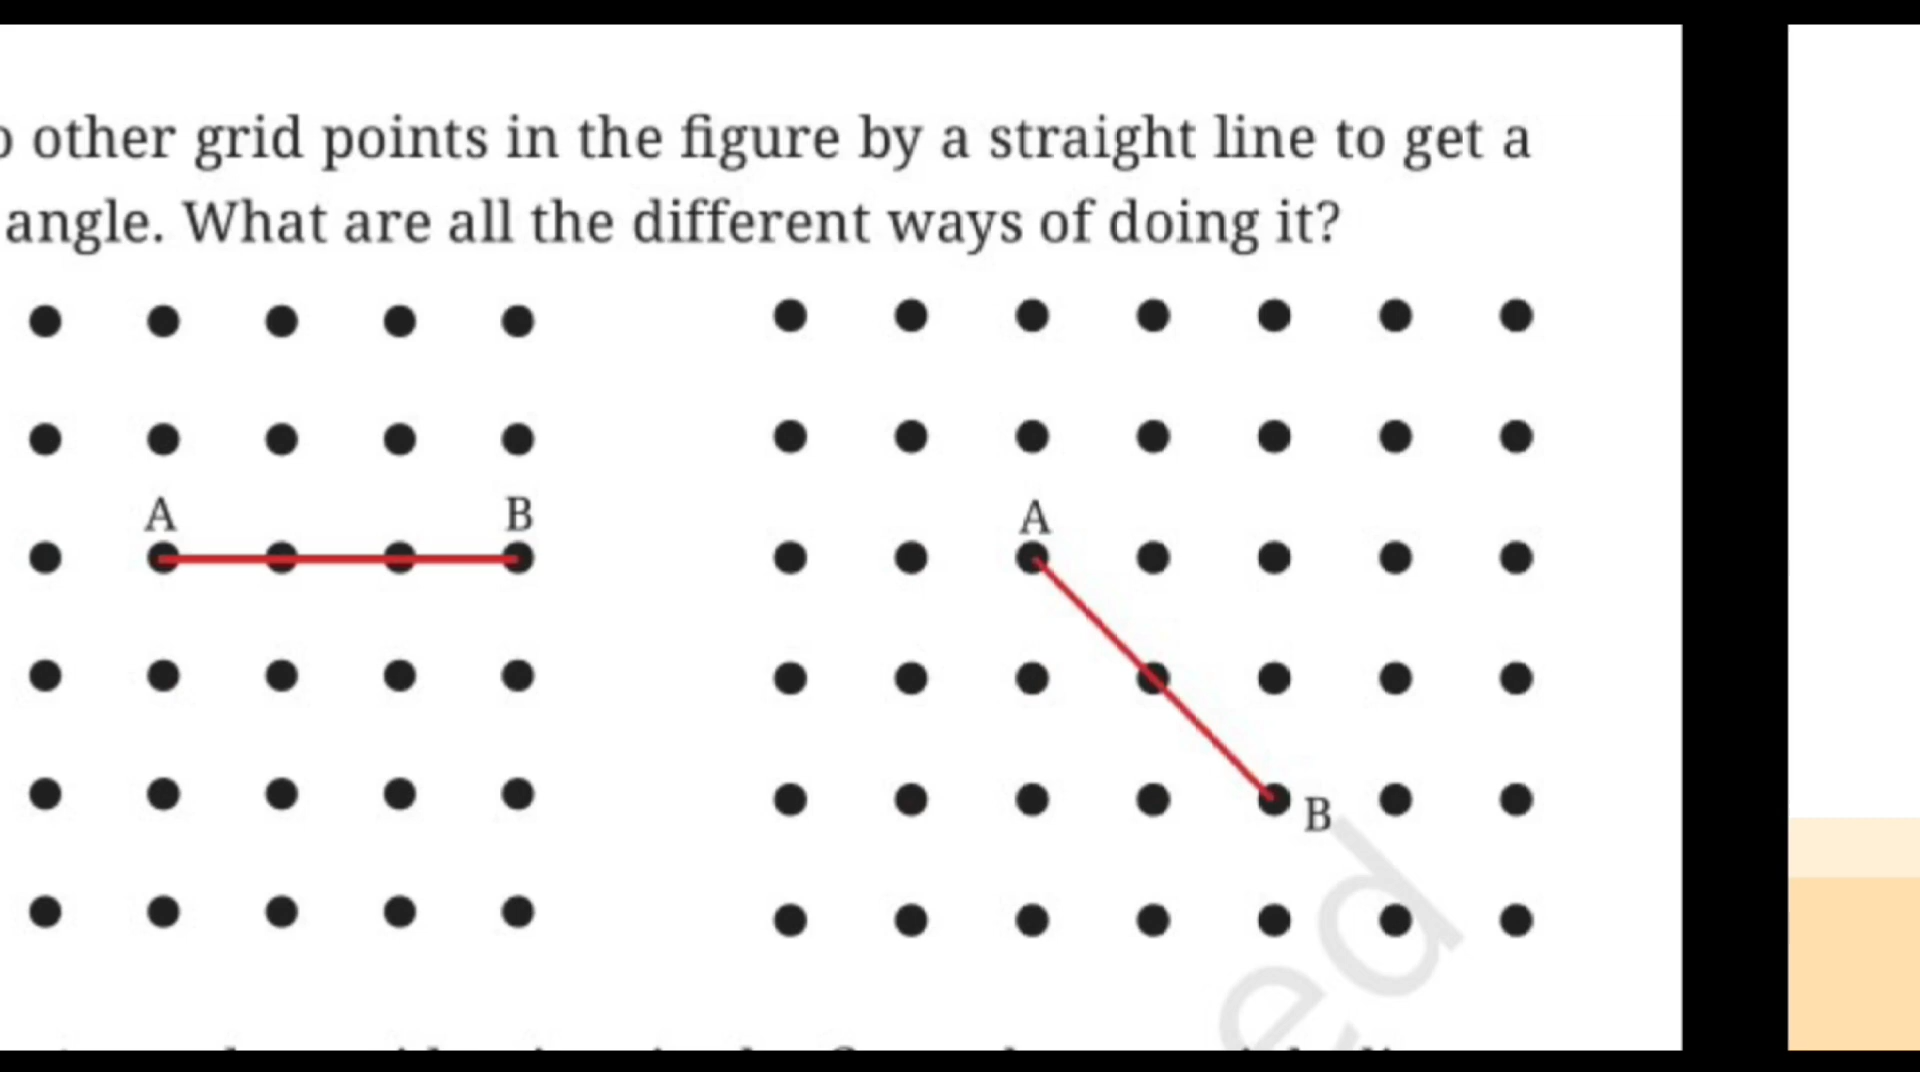 other grid points in the figure by a straight line to get a
angle. What are all the different ways of doing it?
A
B
A
B
ed